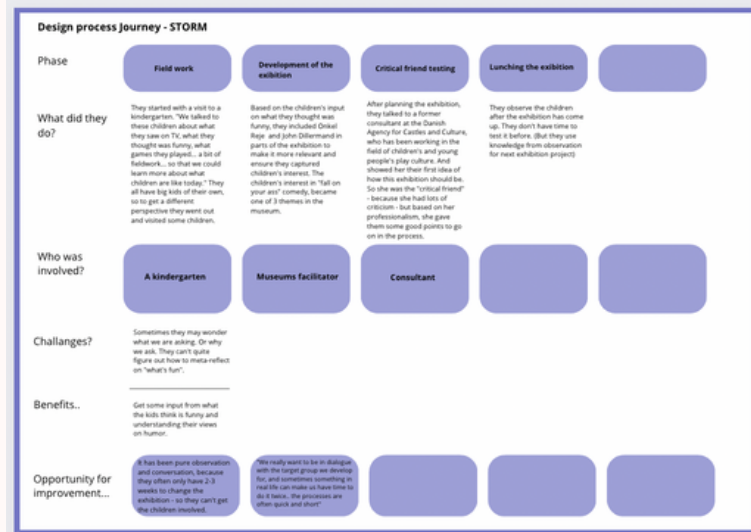 Design process Journey - STORM
Phase
Field work
Development of the
exibition
Critical friend testing
Lunching the exibition
What did they
do?
They started with a visit to a
kindergarten. "We talked to
these children about what
they saw on TV, what they
thought was funny, what
games they played... a bit of
fieldwork... so that we could
learn more about what
children are like today." They
all have big kids of their own,
so to get a different
perspective they went out
and visited some children.
Based on the children's input
on what they thought was
funny, they included Onkel
Reje and John Dillermand in
parts of the exhibition to
make it more relevant and
ensure they captured
children's interest. The
children's interest in "fall on
your ass" comedy, became
one of 3 themes in the
museum.
After planning the exhibition,
they talked to a former
consultant at the Danish
Agency for Castles and Culture,
who has been working in the
field of children's and young
people's play culture. And
showed her their first idea of
how this exhibition should be.
So she was the "critical friend"
- because she had lots of
criticism - but based on her
professionalism, she gave
them some good points to go
on in the process.
They observe the children
after the exhibition has come
up. They don't have time to
test it before. (But they use
knowledge from observation
for next exhibition project)
Who was
involved?
A kindergarten
Museums facilitator
Consultant
Challanges?
Sometimes they may wonder
what we are asking. Or why
we ask. They can't quite
figure out how to meta-reflect
on "what's fun".
Benefits..
Get some input from what
the kids think is funny and
understanding their views
on humor.
Opportunity for
improvement...
It has been pure observation
and conversation, because
they often only have 2-3
weeks to change the
exhibition - so they can't get
the children involved.
"We really want to be in dialogue
with the target group we develop
for, and sometimes something in
real life can make us have time to
do it twice.. the processes are
often quick and short"